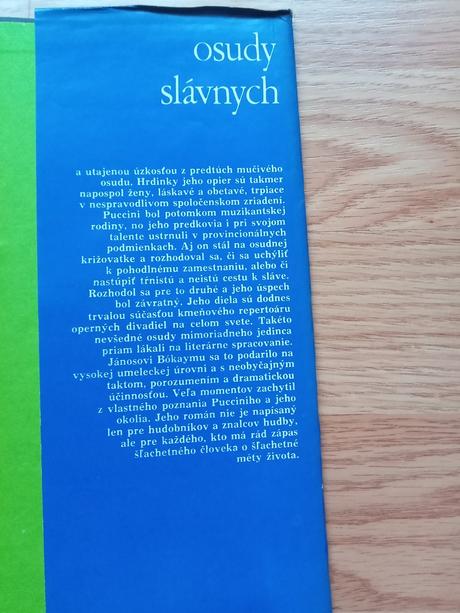 osudy
slávnych
a utajenou úzkosťou z predtúch mučivého
osudu. Hrdinky jeho opier sú takmer
napospol ženy, láskavé a obetavé, trpiace
v nespravodlivom spoločenskom zriadení.
Puccini bol potomkom muzikantskej
rodiny, no jeho predkovia i pri svojom
talente ustrnuli v provincionálnych
podmienkach. Aj on stál na osudnej
križovatke a rozhodoval sa, či sa uchýliť
k pohodlnému zamestnaniu, alebo či
nastúpiť tŕnistú a neistú cestu k sláve.
Rozhodol sa pre to druhé a jeho úspech
bol závratný. Jeho diela sú dodnes
trvalou súčasťou kmeňového repertoáru
operných divadiel na celom svete. Takéto
nevšedné osudy mimoriadneho jedinca
priam lákali na literárne spracovanie.
Jánosovi Bókaymu sa to podarilo na
vysokej umeleckej úrovni a s neobyčajným
taktom, porozumením a dramatickou
účinnosťou. Veľa momentov zachytil
z vlastného poznania Pucciniho a jeho
okolia. Jeho román nie je napísaný
len pre hudobníkov a znalcov hudby,
ale pre každého, kto má rád zápas
šľachetného človeka o šľachetné
méty života.